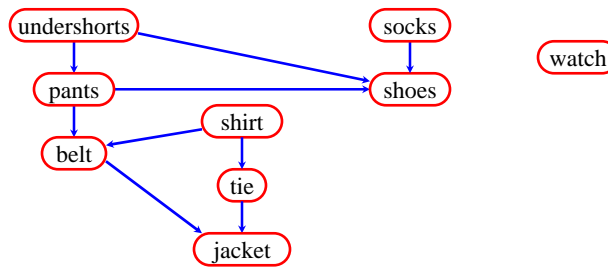 undershorts
socks
watch
pants
shoes
shirt
belt
tie
jacket